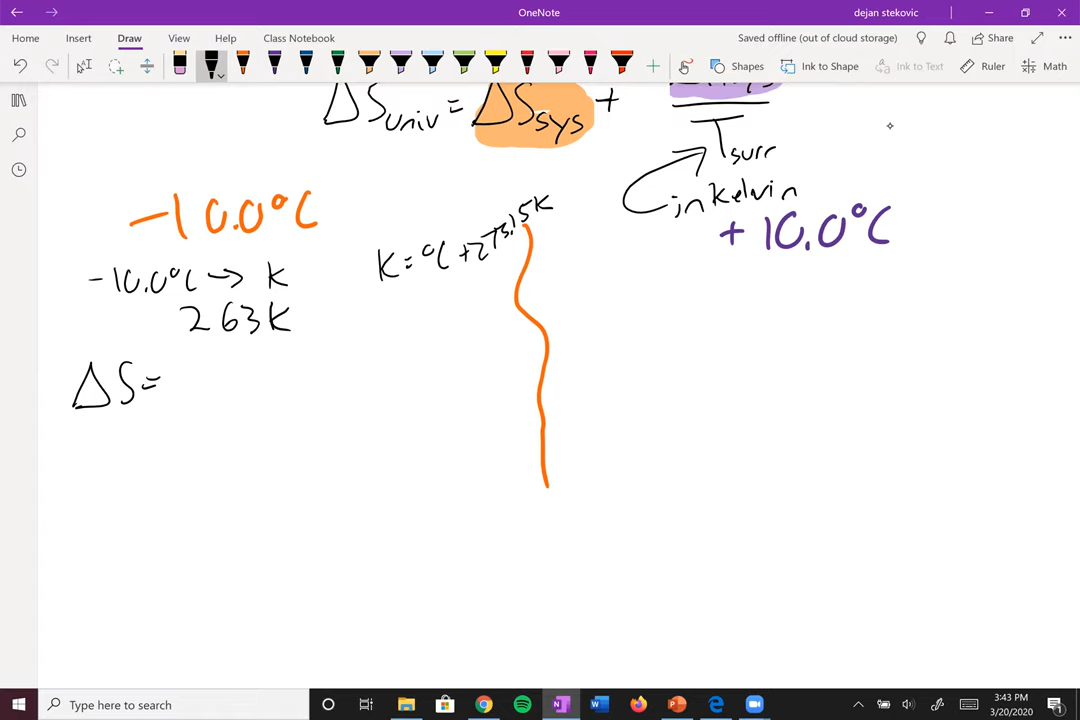 OneNote
dejan stekovic
Home Insert Draw View Help Class Notebook
Saved offline (out of cloud storage) Share
Shapes Ink to Shape Ink to Text Ruler Math
ΔSuniv = ΔSsys +
Tsurr
in Kelvin
-10.0°C
+10.0°C
K=°C+273.15K
-10.0°C → K
263K
ΔS=
Type here to search
3:43 PM
3/20/2020